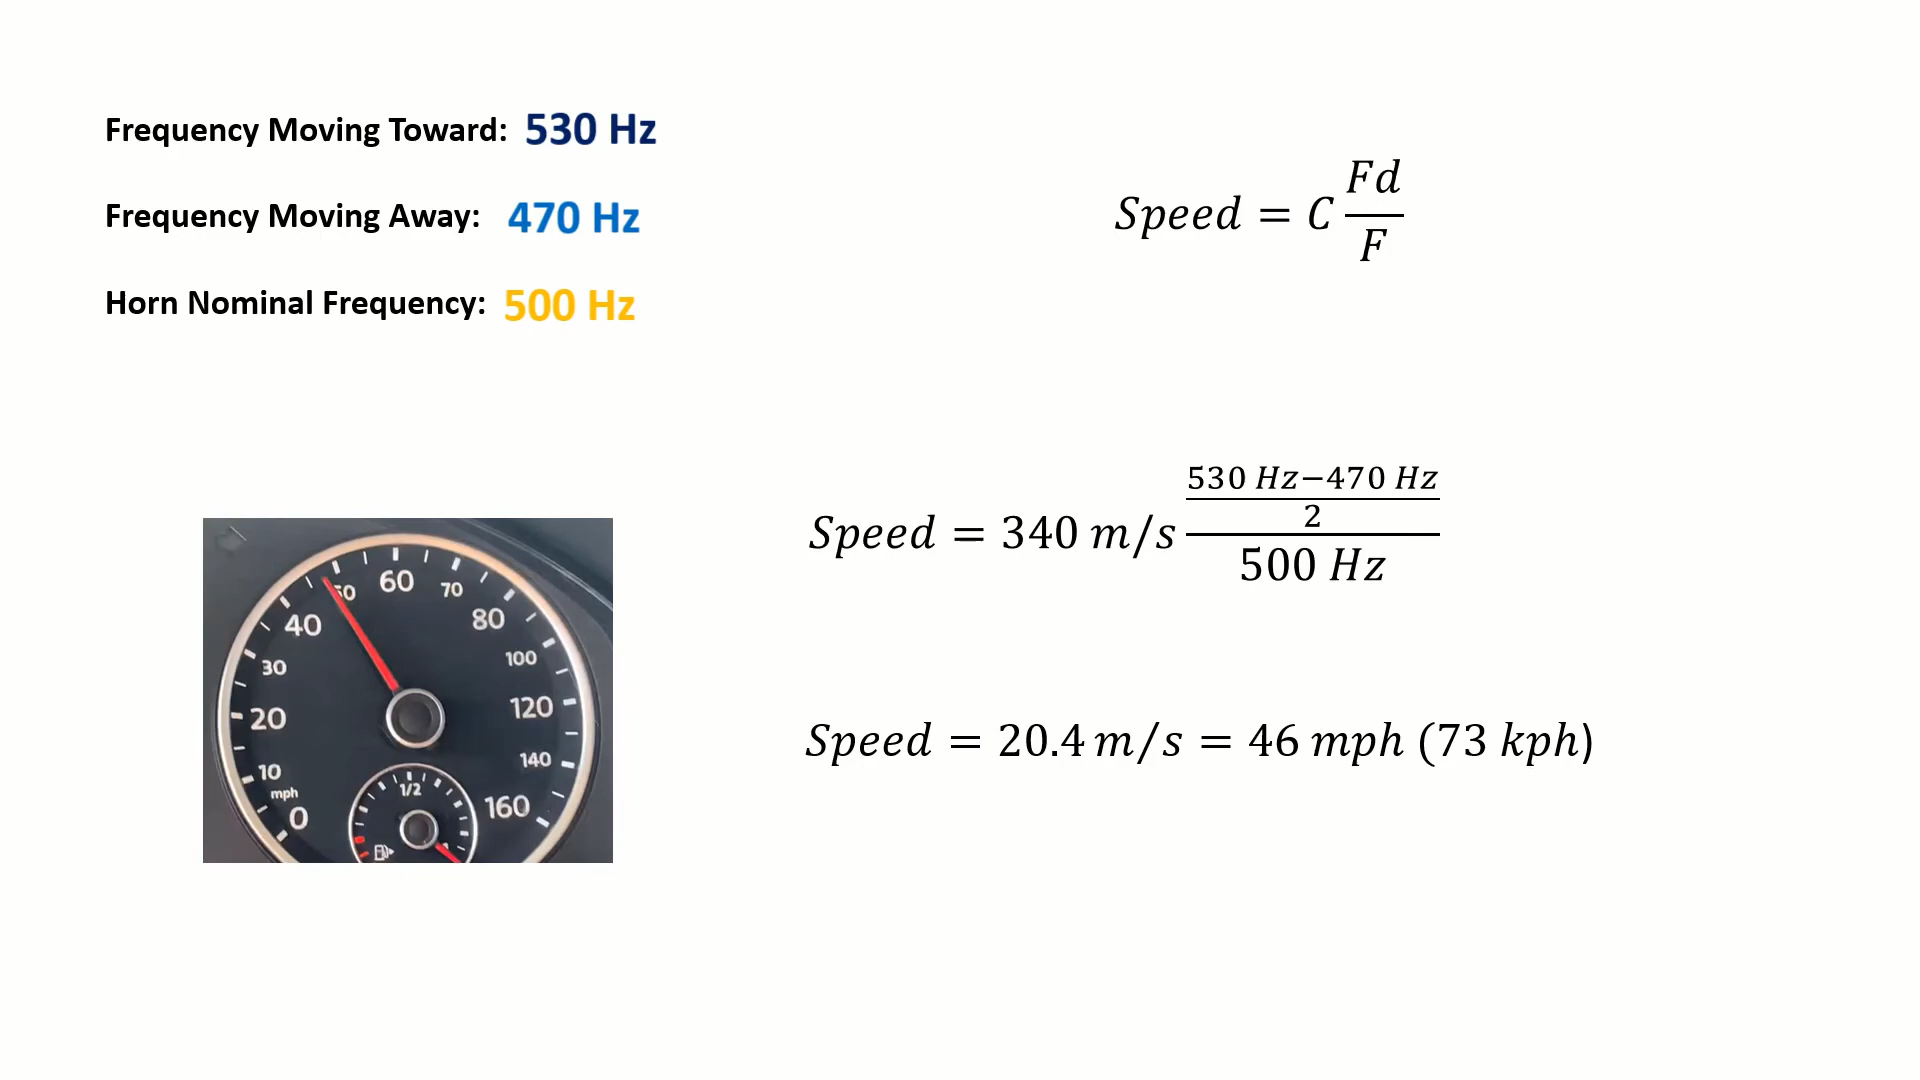 Frequency Moving Toward: 530 Hz
Frequency Moving Away: 470 Hz
Horn Nominal Frequency: 500 Hz
Speed = C Fd/F
Speed = 340 m/s ((530 Hz−470 Hz)/2)/(500 Hz)
Speed = 20.4 m/s = 46 mph (73 kph)
0
mph
10
20
30
40
50
60
70
80
100
120
140
160
1/2